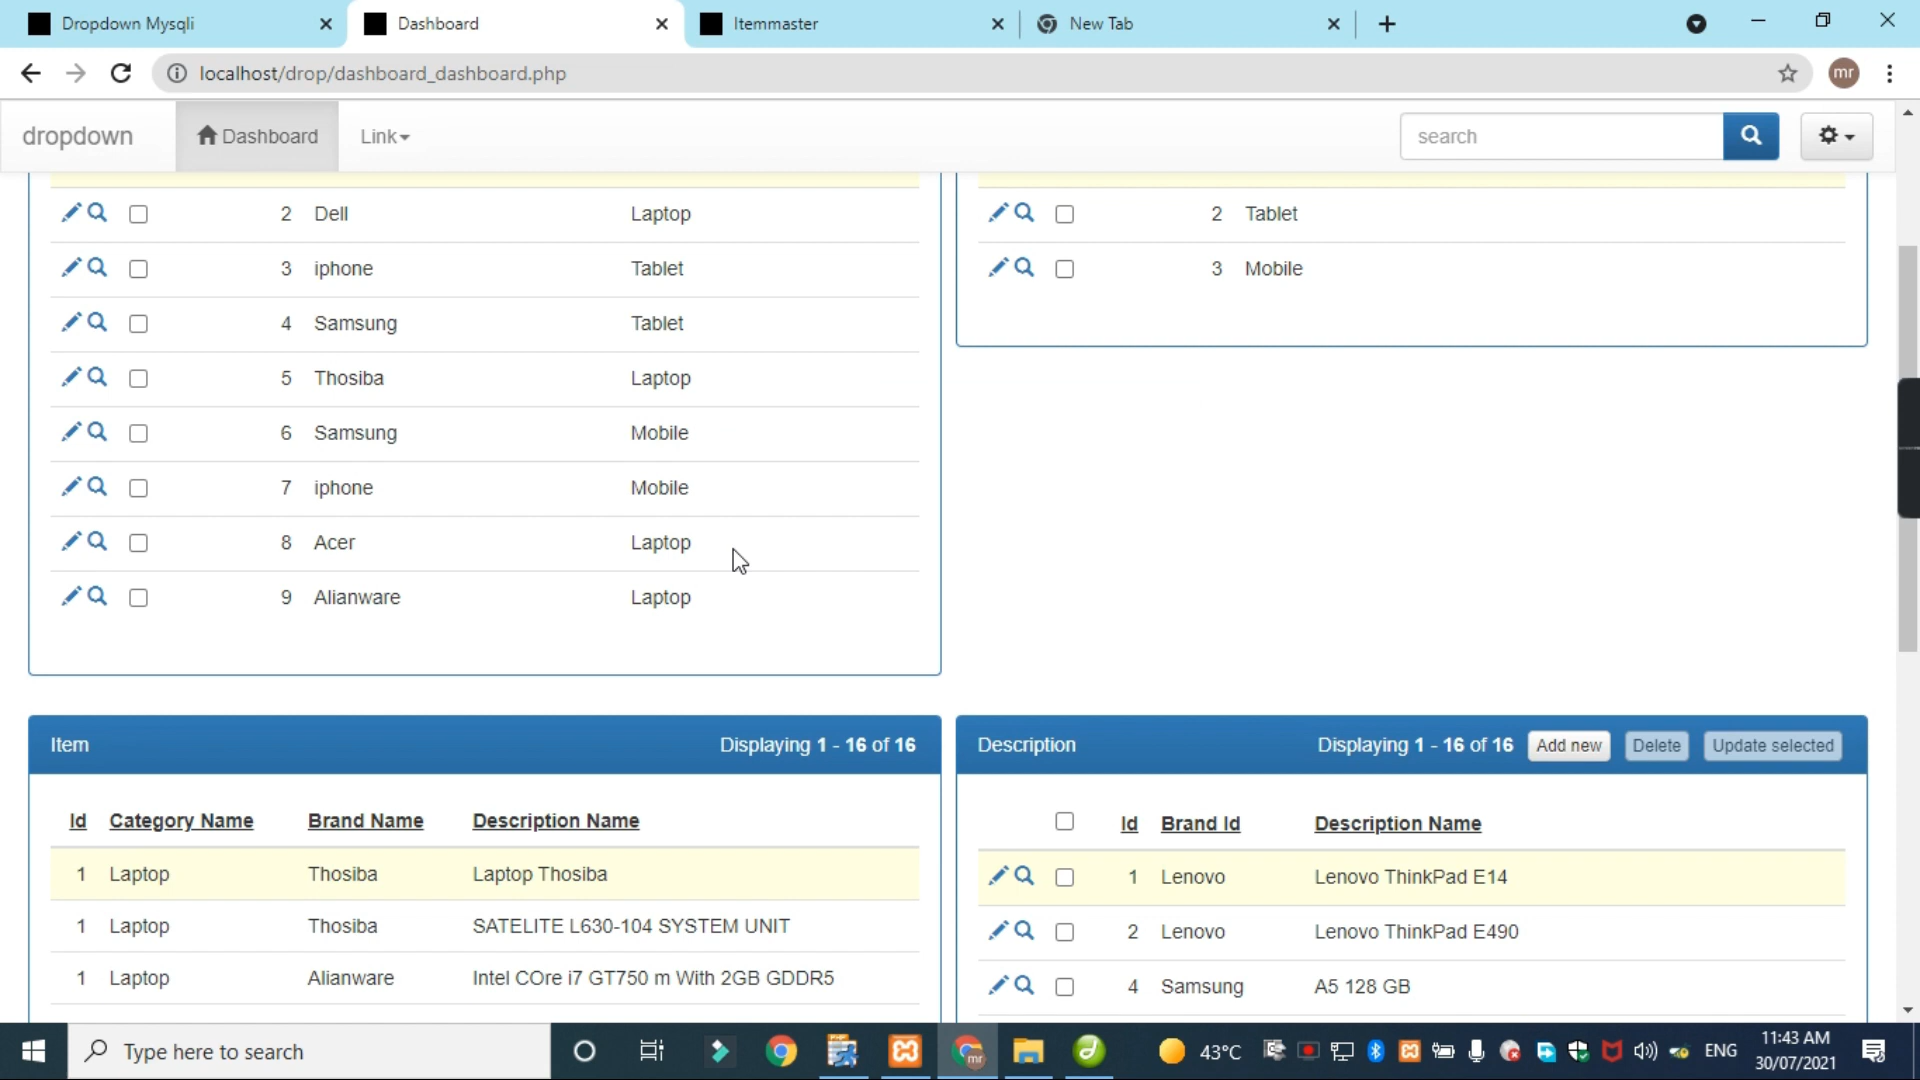 Dropdown Mysqli
Dashboard
Itemmaster
New Tab
localhost/drop/dashboard_dashboard.php
mr
dropdown
Dashboard
Link
search
2 Dell Laptop
3 iphone Tablet
4 Samsung Tablet
5 Thosiba Laptop
6 Samsung Mobile
7 iphone Mobile
8 Acer Laptop
9 Alianware Laptop
2 Tablet
3 Mobile
Item Displaying 1 - 16 of 16
Id Category Name Brand Name Description Name
1 Laptop Thosiba Laptop Thosiba
1 Laptop Thosiba SATELITE L630-104 SYSTEM UNIT
1 Laptop Alianware Intel COre i7 GT750 m With 2GB GDDR5
Description Displaying 1 - 16 of 16 Add new Delete Update selected
Id Brand Id Description Name
1 Lenovo Lenovo ThinkPad E14
2 Lenovo Lenovo ThinkPad E490
4 Samsung A5 128 GB
Type here to search
mr
43°C
ENG
11:43 AM
30/07/2021